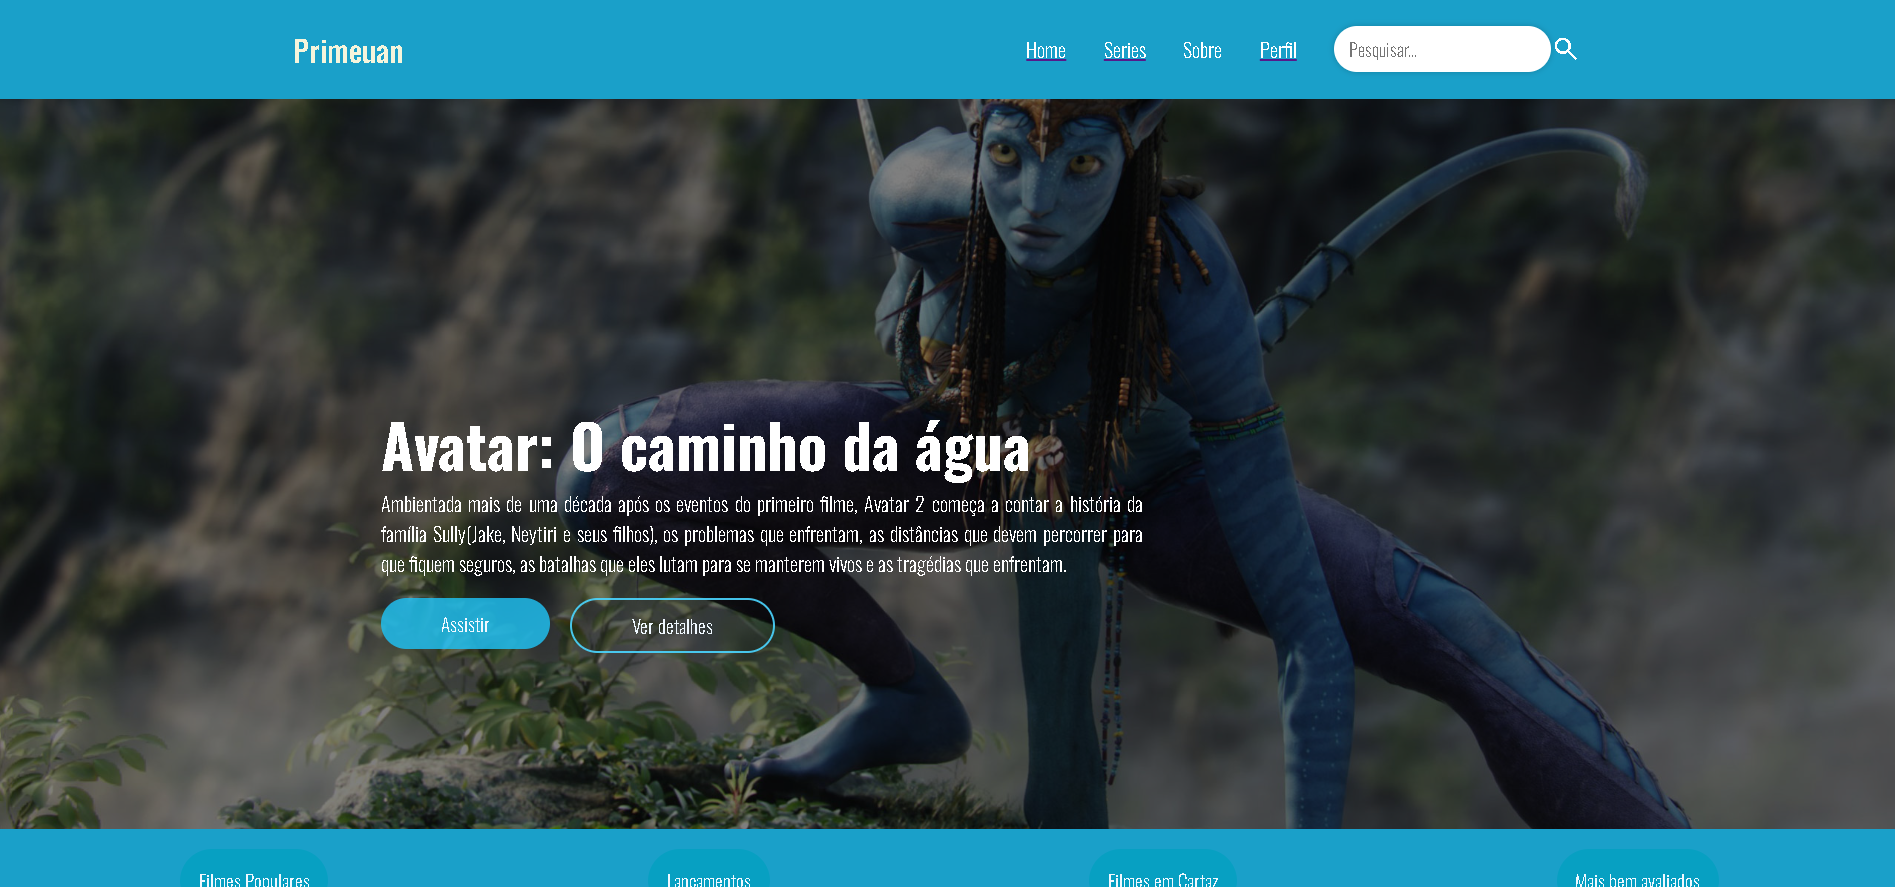 Primeuan
Home Series Sobre Perfil Pesquisar...
Avatar: O caminho da água
Ambientada mais de uma década após os eventos do primeiro filme, Avatar 2 começa a contar a história da
família Sully(Jake, Neytiri e seus filhos), os problemas que enfrentam, as distâncias que devem percorrer para
que fiquem seguros, as batalhas que eles lutam para se manterem vivos e as tragédias que enfrentam.
Assistir Ver detalhes
Filmes Populares Lançamentos Filmes em Cartaz Mais bem avaliados